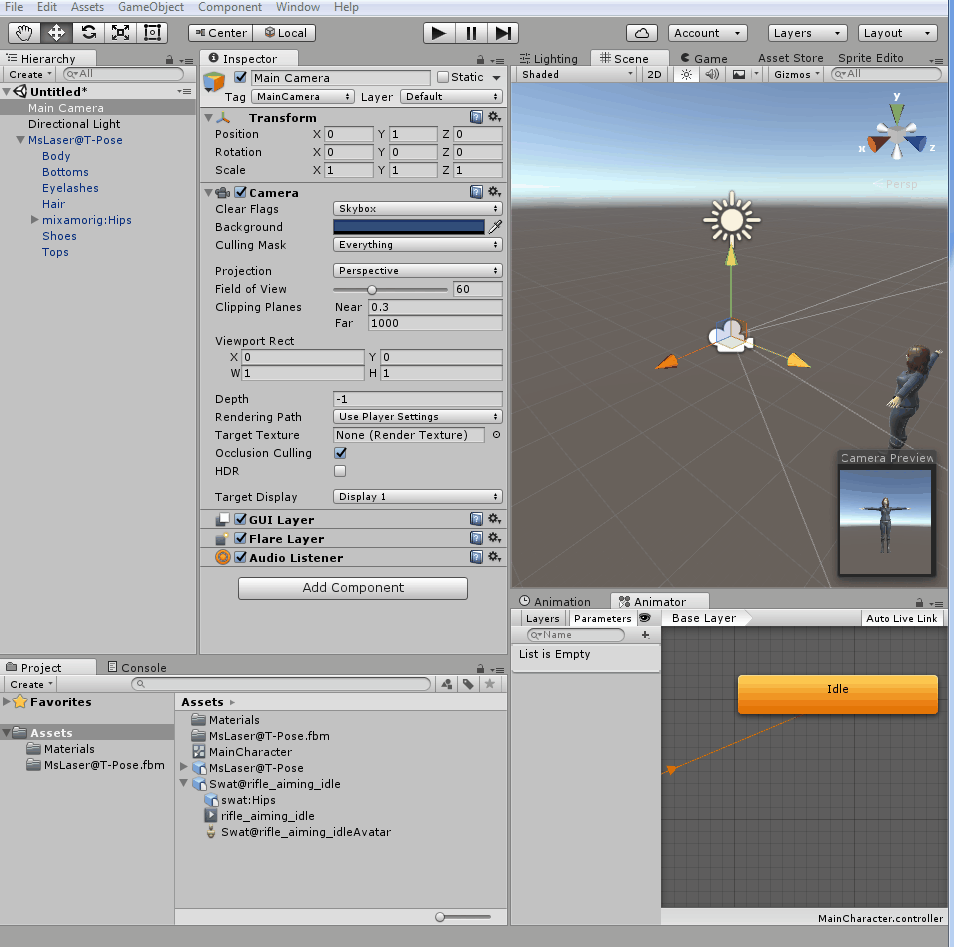 File Edit Assets GameObject Component Window Help
Center Local Account Layers Layout
Hierarchy
Create All
Untitled*
Main Camera
Directional Light
MsLaser@T-Pose
Body
Bottoms
Eyelashes
Hair
mixamorig:Hips
Shoes
Tops
Inspector
Main Camera Static
Tag MainCamera Layer Default
Transform
Position X 0 Y 1 Z 0
Rotation X 0 Y 0 Z 0
Scale X 1 Y 1 Z 1
Camera
Clear Flags Skybox
Background
Culling Mask Everything
Projection Perspective
Field of View 60
Clipping Planes Near 0.3
Far 1000
Viewport Rect
X 0 Y 0
W 1 H 1
Depth -1
Rendering Path Use Player Settings
Target Texture None (Render Texture)
Occlusion Culling
HDR
Target Display Display 1
GUI Layer
Flare Layer
Audio Listener
Add Component
Lighting Scene Game Asset Store Sprite Edito
Shaded 2D Gizmos All
y
x z
Persp
Camera Preview
Project Console
Create
Favorites
Assets
Materials
MsLaser@T-Pose.fbm
Assets
Materials
MsLaser@T-Pose.fbm
MainCharacter
MsLaser@T-Pose
Swat@rifle_aiming_idle
swat:Hips
rifle_aiming_idle
Swat@rifle_aiming_idleAvatar
Animation Animator
Layers Parameters Base Layer Auto Live Link
Name +
List is Empty
Idle
MainCharacter.controller